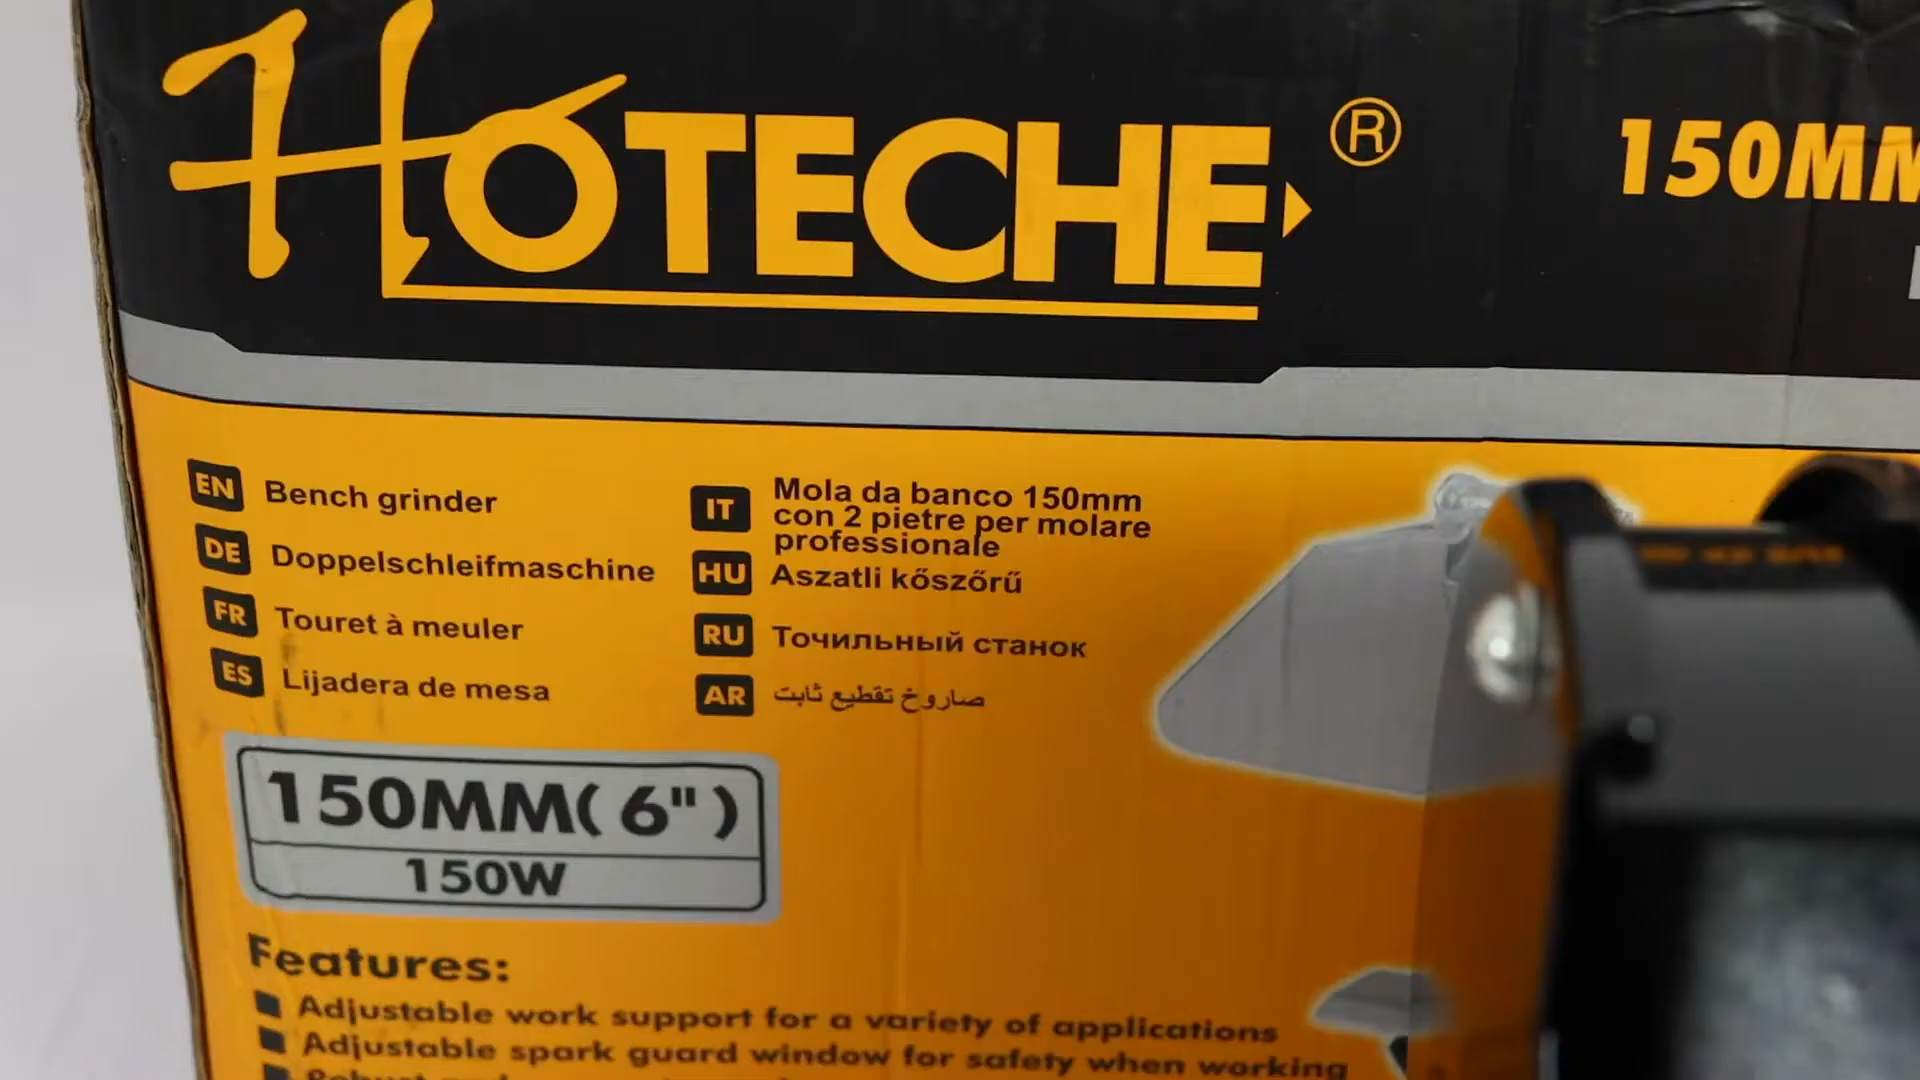 HOTECHE ®
150MM
EN Bench grinder
DE Doppelschleifmaschine
FR Touret à meuler
ES Lijadera de mesa
IT Mola da banco 150mm
con 2 pietre per molare
professionale
HU Aszatli kőszőrű
RU Точильный станок
AR صاروخ تقطيع ثابت
150MM( 6" )
150W
Features:
Adjustable work support for a variety of applications
Adjustable spark guard window for safety when working